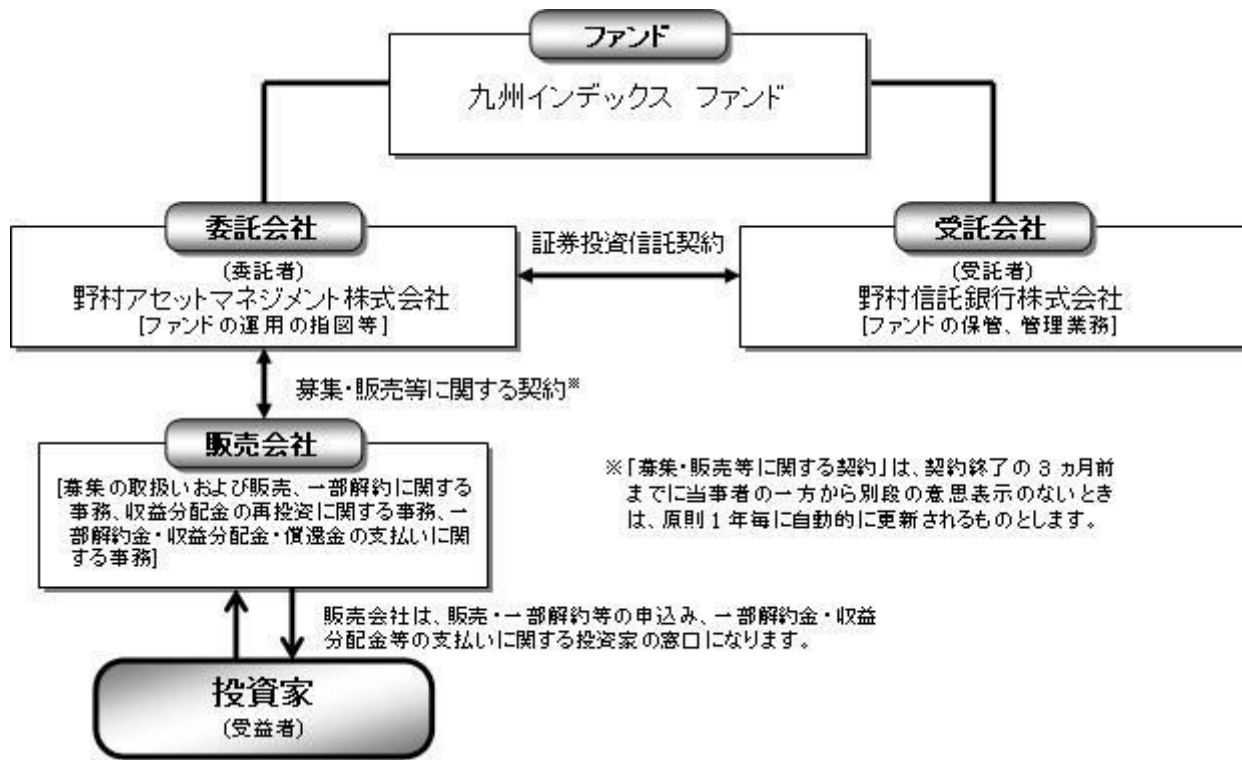 ファンド
九州インデックス ファンド
委託会社
(委託者)
野村アセットマネジメント株式会社
[ファンドの運用の指図等]
証券投資信託契約
受託会社
(受託者)
野村信託銀行株式会社
[ファンドの保管、管理業務]
募集・販売等に関する契約※
販売会社
[募集の取扱いおよび販売、一部解約に関する
事務、収益分配金の再投資に関する事務、一
部解約金・収益分配金・償還金の支払いに関
する事務]
※「募集・販売等に関する契約」は、契約終了の3ヵ月前
までに当事者の一方から別段の意思表示のないとき
は、原則1年毎に自動的に更新されるものとします。
販売会社は、販売・一部解約等の申込み、一部解約金・収益
分配金等の支払いに関する投資家の窓口になります。
投資家
(受益者)